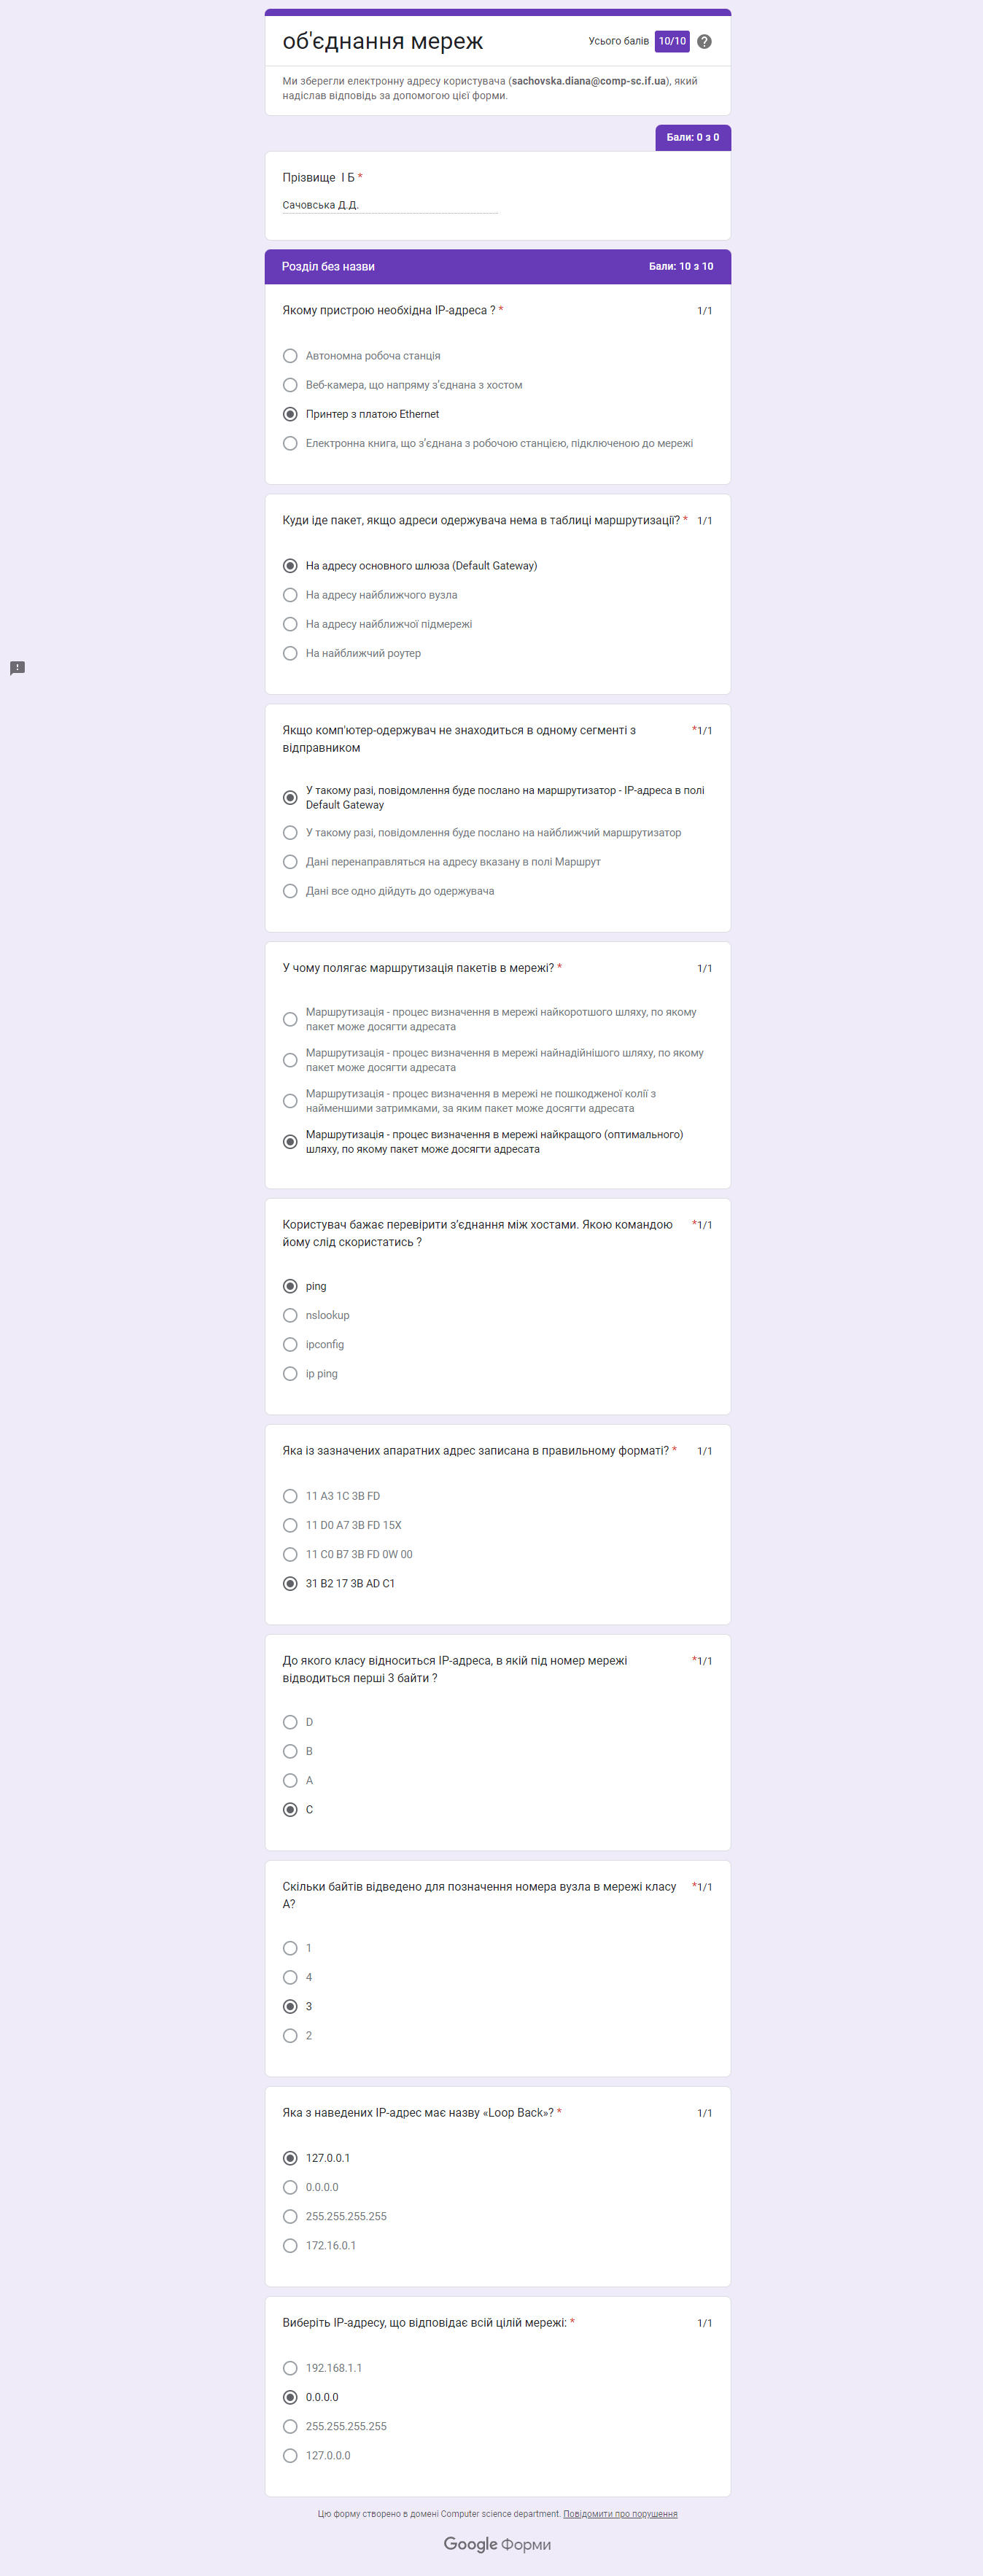 об'єднання мереж
Усього балів 10/10
Ми зберегли електронну адресу користувача (sachovska.diana@comp-sc.if.ua), який
надіслав відповідь за допомогою цієї форми.
Бали: 0 з 0
Прізвище І Б *
Сачовська Д.Д.
Розділ без назви
Бали: 10 з 10
Якому пристрою необхідна IP-адреса ? *
1/1
Автономна робоча станція
Веб-камера, що напряму з’єднана з хостом
Принтер з платою Ethernet
Електронна книга, що з’єднана з робочою станцією, підключеною до мережі
Куди іде пакет, якщо адреси одержувача нема в таблиці маршрутизації? *
1/1
На адресу основного шлюза (Default Gateway)
На адресу найближчого вузла
На адресу найближчої підмережі
На найближчий роутер
Якщо комп'ютер-одержувач не знаходиться в одному сегменті з
*1/1
відправником
У такому разі, повідомлення буде послано на маршрутизатор - IP-адреса в полі
Default Gateway
У такому разі, повідомлення буде послано на найближчий маршрутизатор
Дані перенаправляться на адресу вказану в полі Маршрут
Дані все одно дійдуть до одержувача
У чому полягає маршрутизація пакетів в мережі? *
1/1
Маршрутизація - процес визначення в мережі найкоротшого шляху, по якому
пакет може досягти адресата
Маршрутизація - процес визначення в мережі найнадійнішого шляху, по якому
пакет може досягти адресата
Маршрутизація - процес визначення в мережі не пошкодженої колії з
найменшими затримками, за яким пакет може досягти адресата
Маршрутизація - процес визначення в мережі найкращого (оптимального)
шляху, по якому пакет може досягти адресата
Користувач бажає перевірити з’єднання між хостами. Якою командою
*1/1
йому слід скористатись ?
ping
nslookup
ipconfig
ip ping
Яка із зазначених апаратних адрес записана в правильному форматі? *
1/1
11 A3 1C 3B FD
11 D0 A7 3B FD 15X
11 C0 B7 3B FD 0W 00
31 B2 17 3B AD C1
До якого класу відноситься IP-адреса, в якій під номер мережі
*1/1
відводиться перші 3 байти ?
D
B
A
C
Скільки байтів відведено для позначення номера вузла в мережі класу
*1/1
А?
1
4
3
2
Яка з наведених IP-адрес має назву «Loop Back»? *
1/1
127.0.0.1
0.0.0.0
255.255.255.255
172.16.0.1
Виберіть IP-адресу, що відповідає всій цілій мережі: *
1/1
192.168.1.1
0.0.0.0
255.255.255.255
127.0.0.0
Цю форму створено в домені Computer science department. Повідомити про порушення
Google Форми